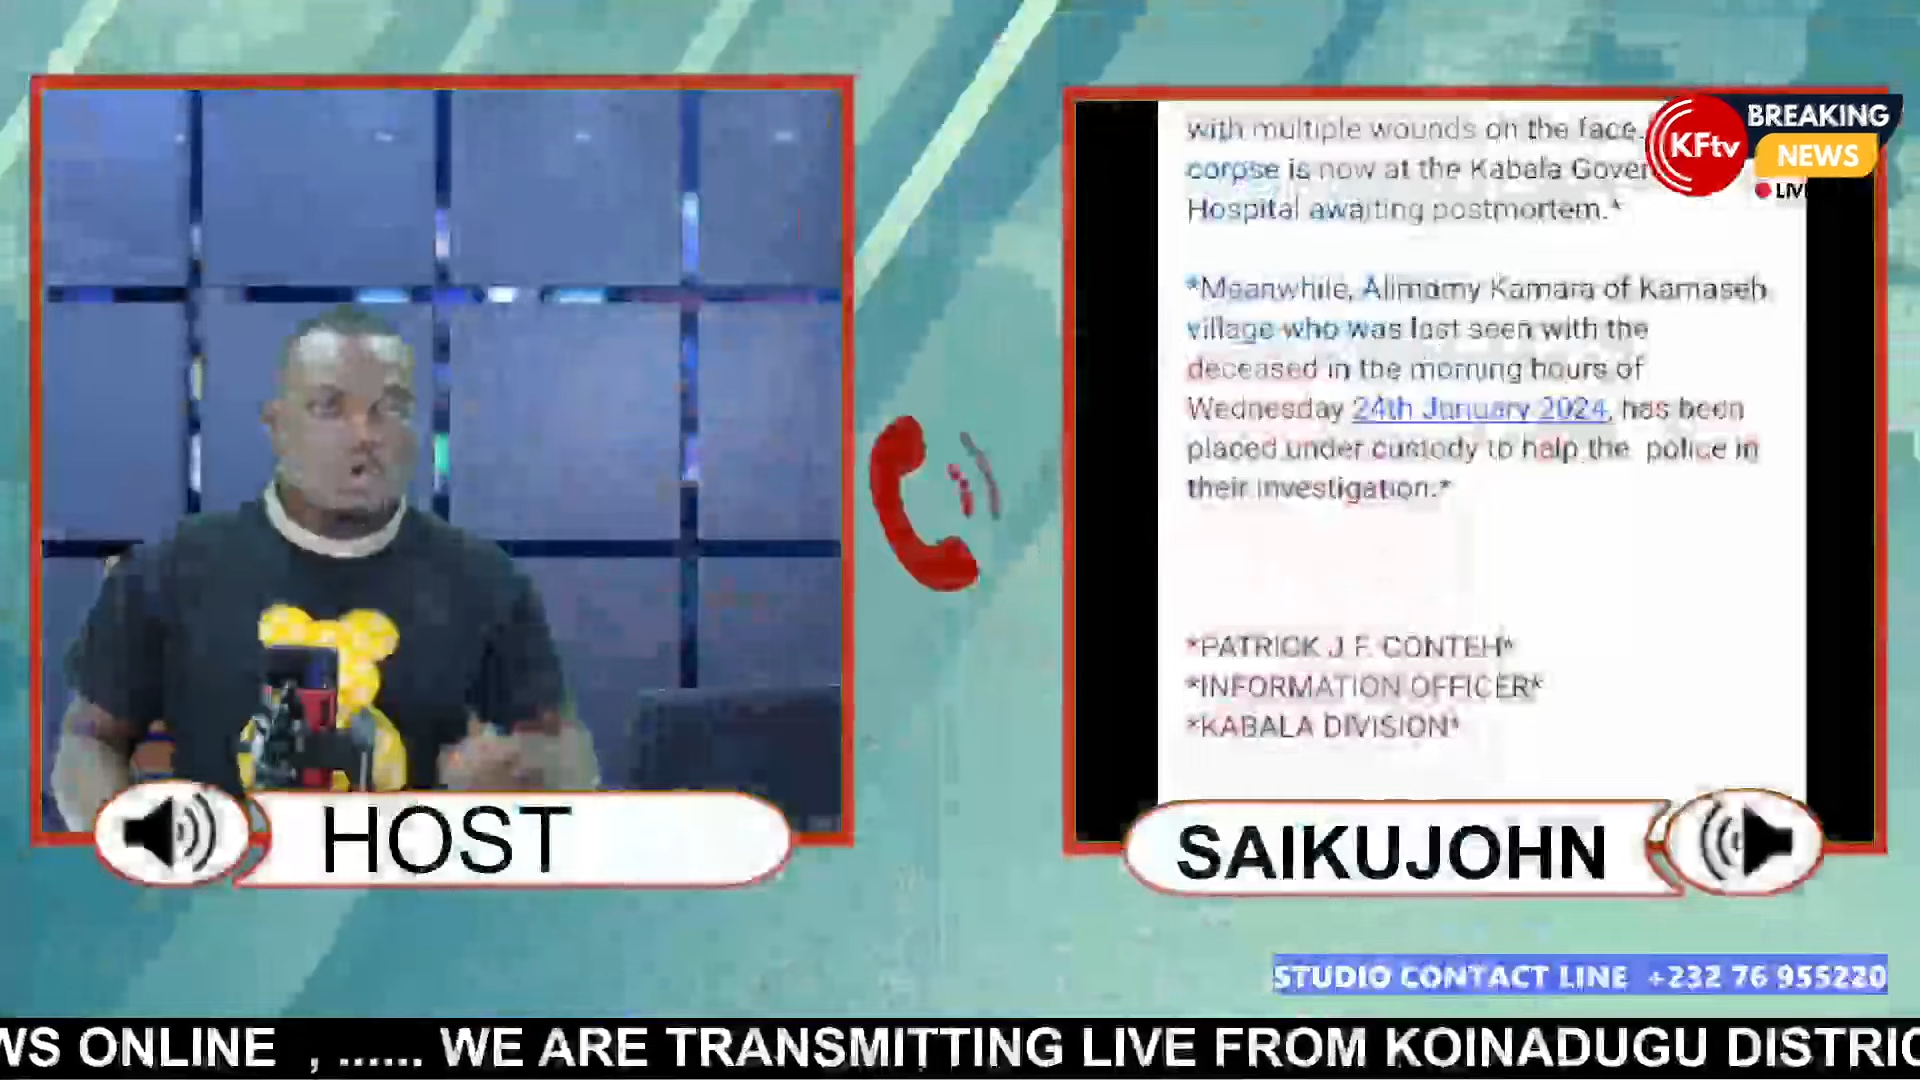 with multiple wounds on the face.
corpse is now at the Kabala Gover
Hospital awaiting postmortem.*
*Meanwhile, Alimamy Kamara of Kamaseh
village who was last seen with the
deceased in the morning hours of
Wednesday 24th January 2024, has been
placed under custody to help the police in
their investigation.*
*PATRICK J F CONTEH*
*INFORMATION OFFICER*
*KABALA DIVISION*
KFtv
BREAKING
NEWS
LIVE
HOST
SAIKUJOHN
STUDIO CONTACT LINE +232 76 955220
WS ONLINE , ...... WE ARE TRANSMITTING LIVE FROM KOINADUGU DISTRIC